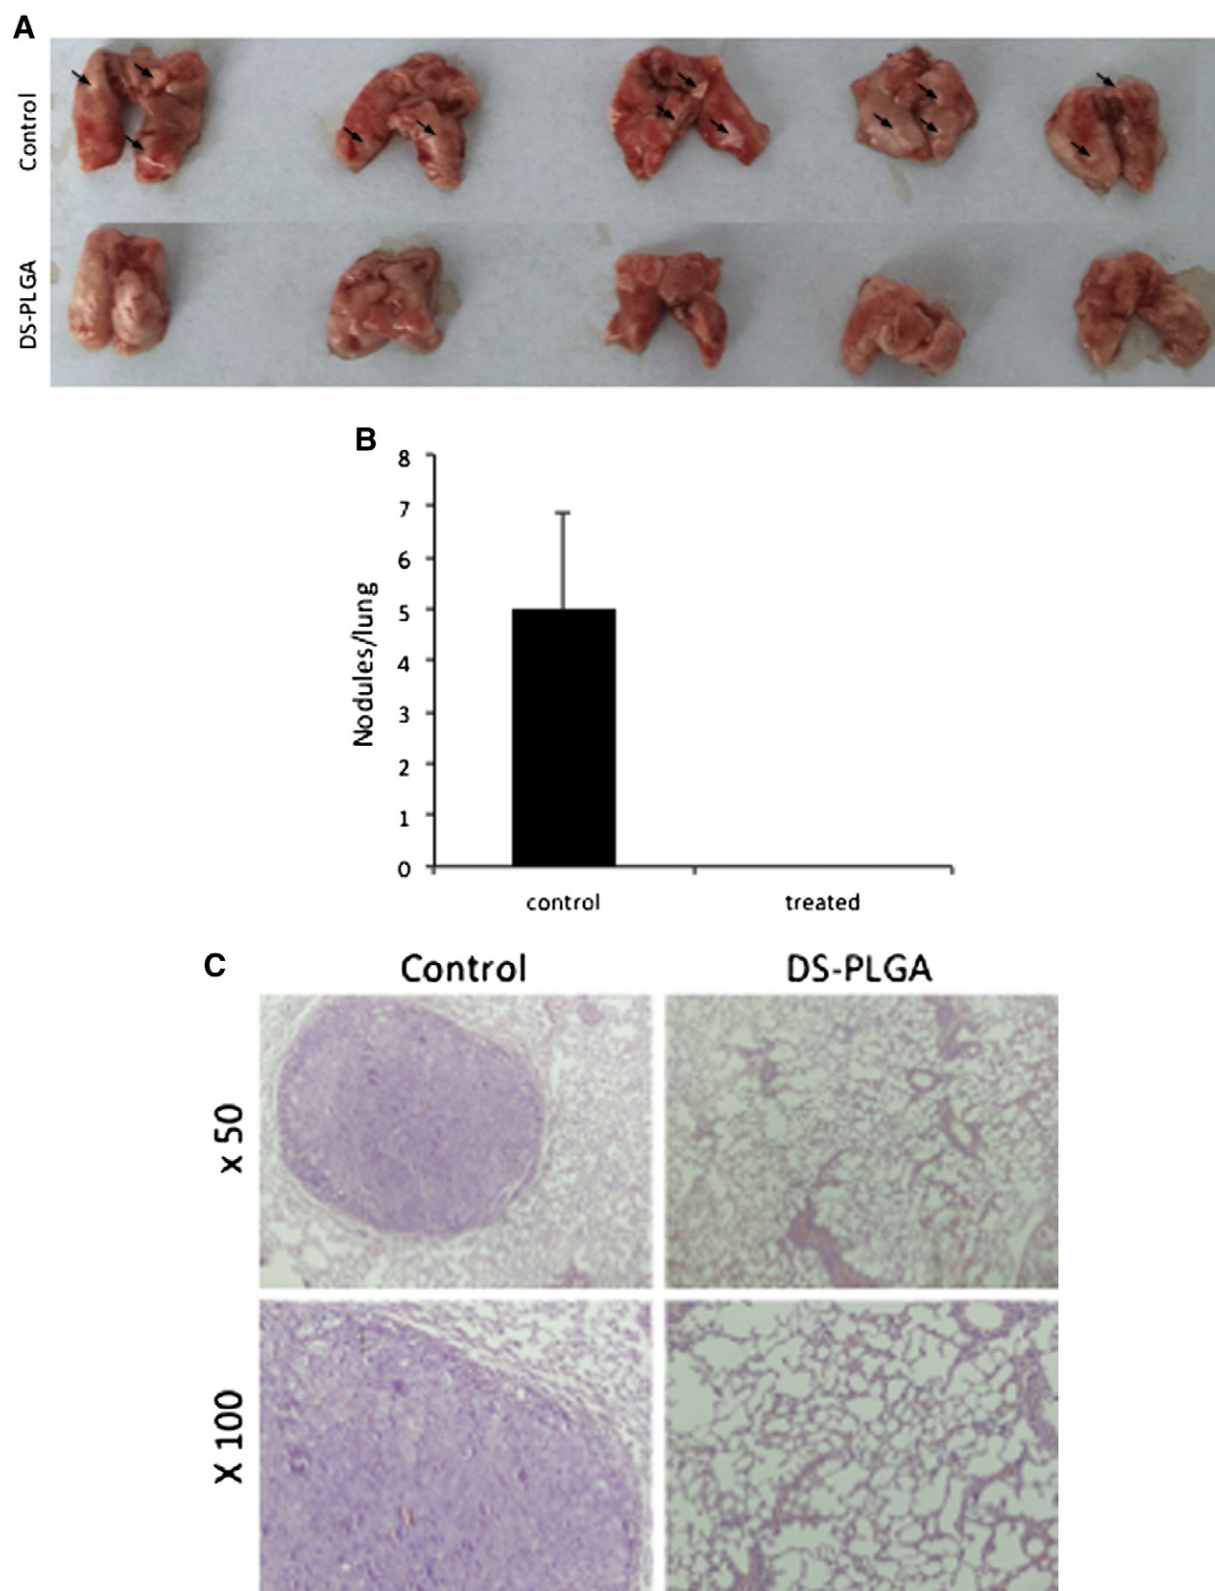 A
Control
DS-PLGA
B
8
7
6
5
4
3
2
1
0
Nodules/lung
control
treated
C
Control
DS-PLGA
x 50
X 100